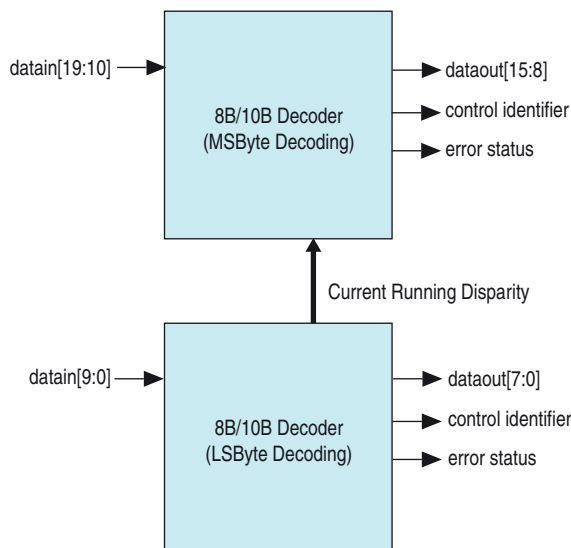 datain[19:10]
8B/10B Decoder
(MSByte Decoding)
dataout[15:8]
control identifier
error status
Current Running Disparity
datain[9:0]
8B/10B Decoder
(LSByte Decoding)
dataout[7:0]
control identifier
error status